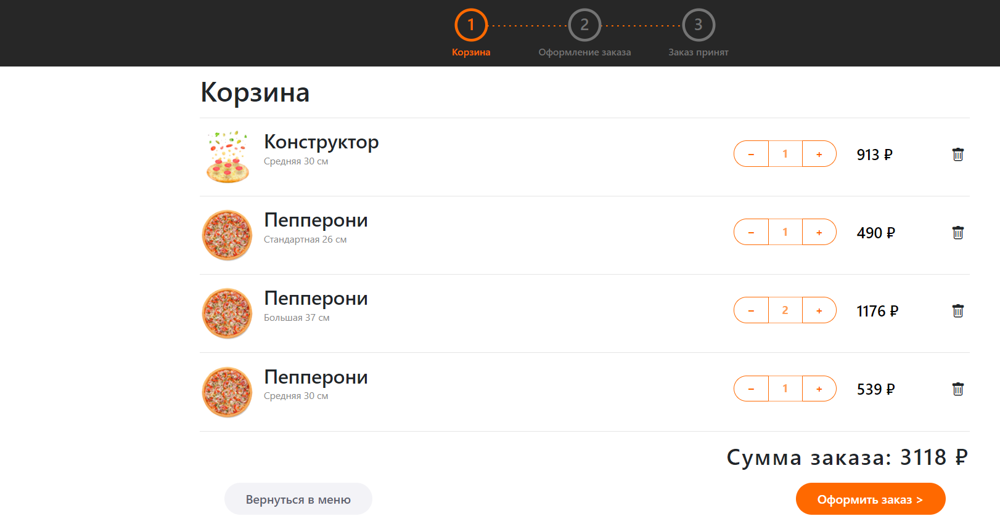 1 2 3
Корзина Оформление заказа Заказ принят
Корзина
Конструктор
Средняя 30 см
− 1 + 913 ₽
Пепперони
Стандартная 26 см
− 1 + 490 ₽
Пепперони
Большая 37 см
− 2 + 1176 ₽
Пепперони
Средняя 30 см
− 1 + 539 ₽
Сумма заказа: 3118 ₽
Вернуться в меню Оформить заказ >